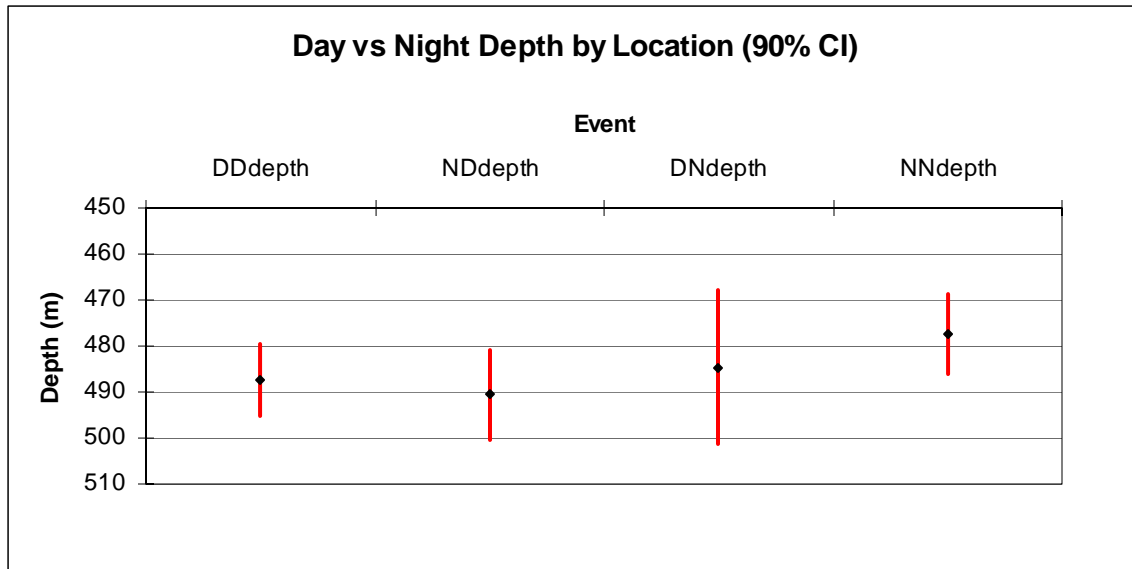 Day vs Night Depth by Location (90% CI)
Event
DDdepth NDdepth DNdepth NNdepth
450
460
470
480
490
500
510
Depth (m)